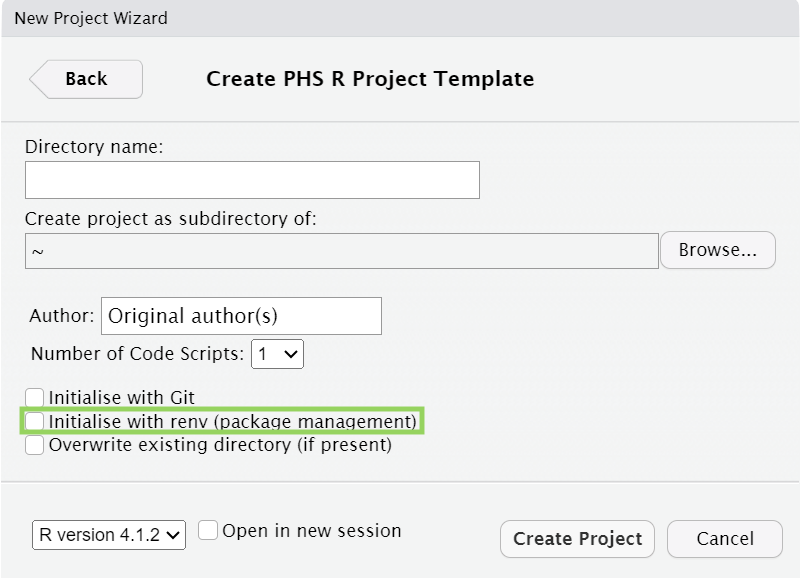 New Project Wizard
Back
Create PHS R Project Template
Directory name:
Create project as subdirectory of:
~
Browse...
Author: Original author(s)
Number of Code Scripts: 1
Initialise with Git
Initialise with renv (package management)
Overwrite existing directory (if present)
R version 4.1.2
Open in new session
Create Project
Cancel